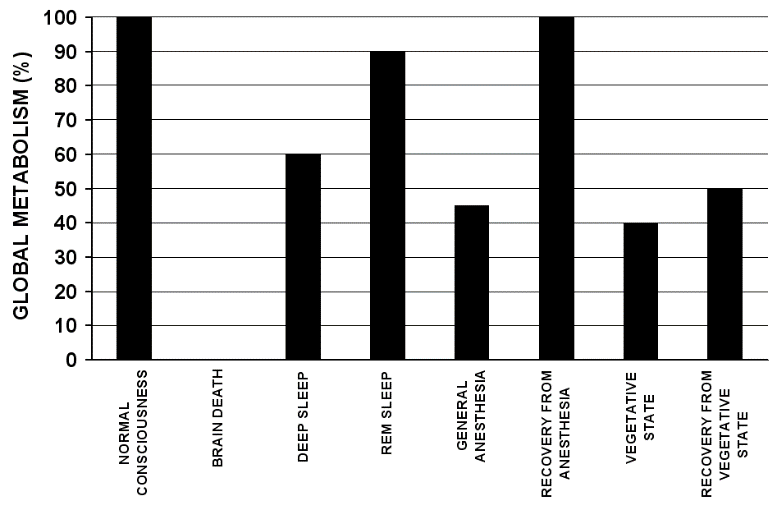 GLOBAL METABOLISM (%)
100
90
80
70
60
50
40
30
20
10
0
NORMAL
CONSCIOUSNESS
BRAIN DEATH
DEEP SLEEP
REM SLEEP
GENERAL
ANESTHESIA
RECOVERY FROM
ANESTHESIA
VEGETATIVE
STATE
RECOVERY FROM
VEGETATIVE
STATE